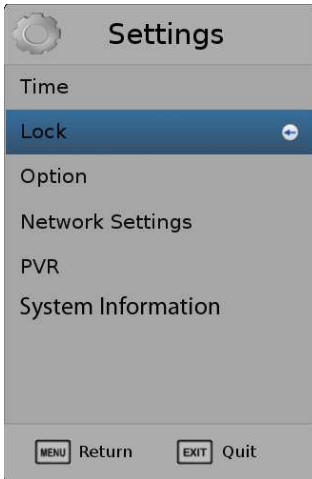 Settings
Time
Lock
Option
Network Settings
PVR
System Information
MENU Return EXIT Quit